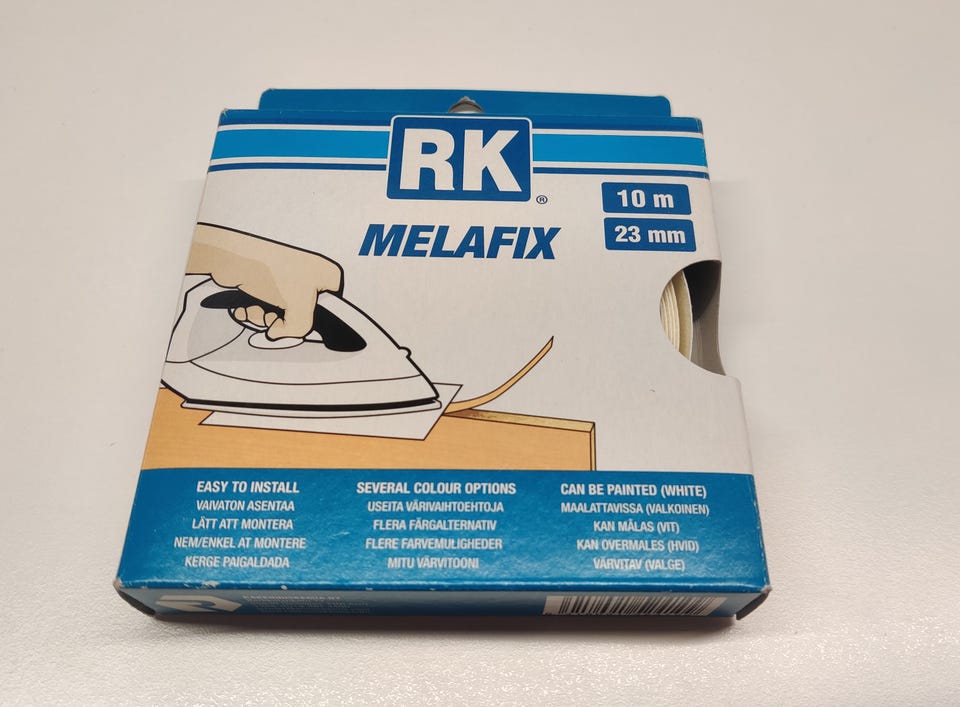 RK
®
10 m
23 mm
MELAFIX
EASY TO INSTALL
VAIVATON ASENTAA
LÄTT ATT MONTERA
NEM/ENKEL AT MONTERE
KERGE PAIGALDADA
SEVERAL COLOUR OPTIONS
USEITA VÄRIVAIHTOEHTOJA
FLERA FÄRGALTERNATIV
FLERE FARVEMULIGHEDER
MITU VÄRVITOONI
CAN BE PAINTED (WHITE)
MAALATTAVISSA (VALKOINEN)
KAN MÅLAS (VIT)
KAN OVERMALES (HVID)
VÄRVITAV (VALGE)